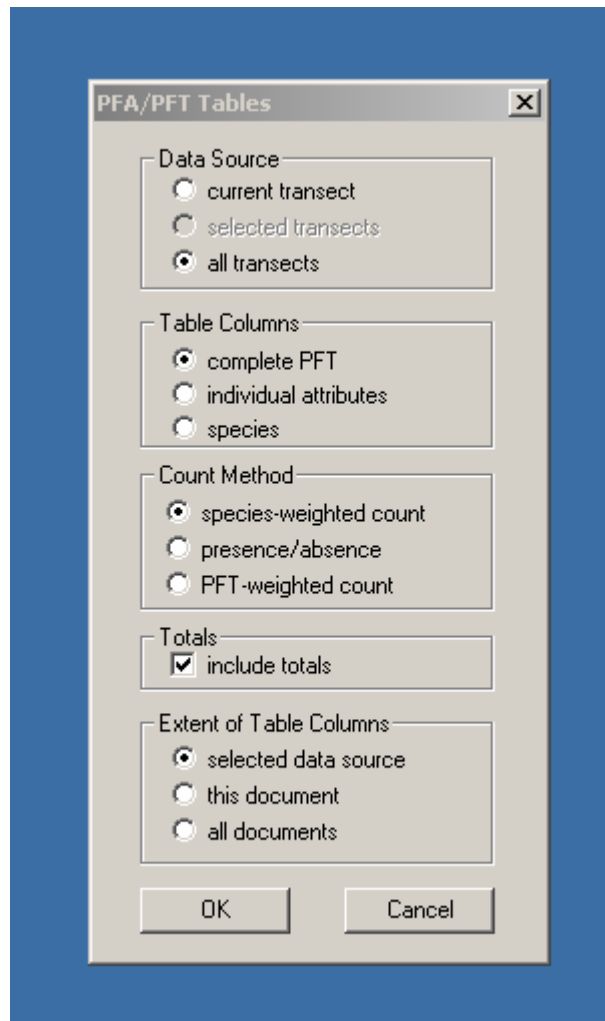 PFA/PFT Tables
Data Source
current transect
selected transects
all transects
Table Columns
complete PFT
individual attributes
species
Count Method
species-weighted count
presence/absence
PFT-weighted count
Totals
include totals
Extent of Table Columns
selected data source
this document
all documents
OK Cancel